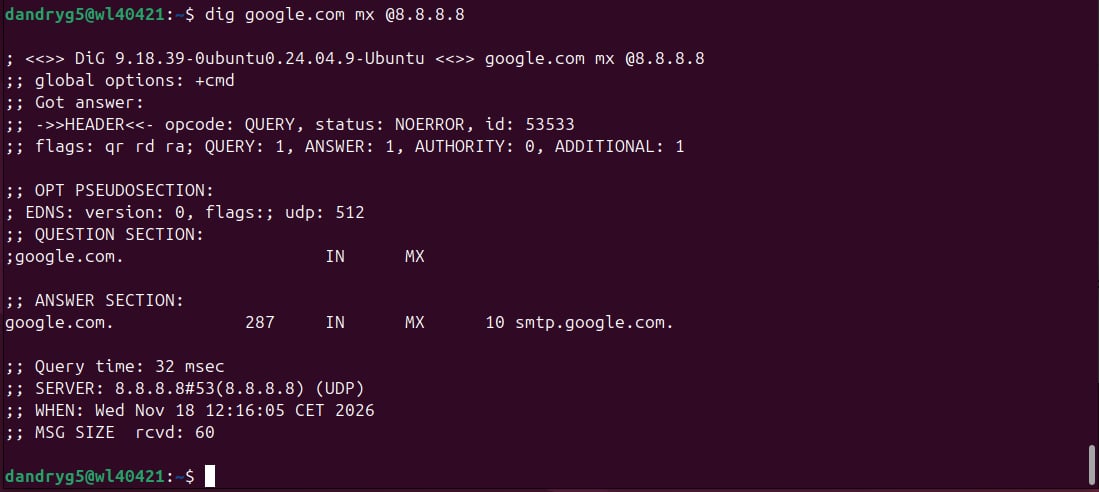 dandryg5@wl40421:~$ dig google.com mx @8.8.8.8
; <<>> DiG 9.18.39-0ubuntu0.24.04.9-Ubuntu <<>> google.com mx @8.8.8.8
;; global options: +cmd
;; Got answer:
;; ->>HEADER<<- opcode: QUERY, status: NOERROR, id: 53533
;; flags: qr rd ra; QUERY: 1, ANSWER: 1, AUTHORITY: 0, ADDITIONAL: 1
;; OPT PSEUDOSECTION:
; EDNS: version: 0, flags:; udp: 512
;; QUESTION SECTION:
;google.com. IN MX
;; ANSWER SECTION:
google.com. 287 IN MX 10 smtp.google.com.
;; Query time: 32 msec
;; SERVER: 8.8.8.8#53(8.8.8.8) (UDP)
;; WHEN: Wed Nov 18 12:16:05 CET 2026
;; MSG SIZE  rcvd: 60
dandryg5@wl40421:~$